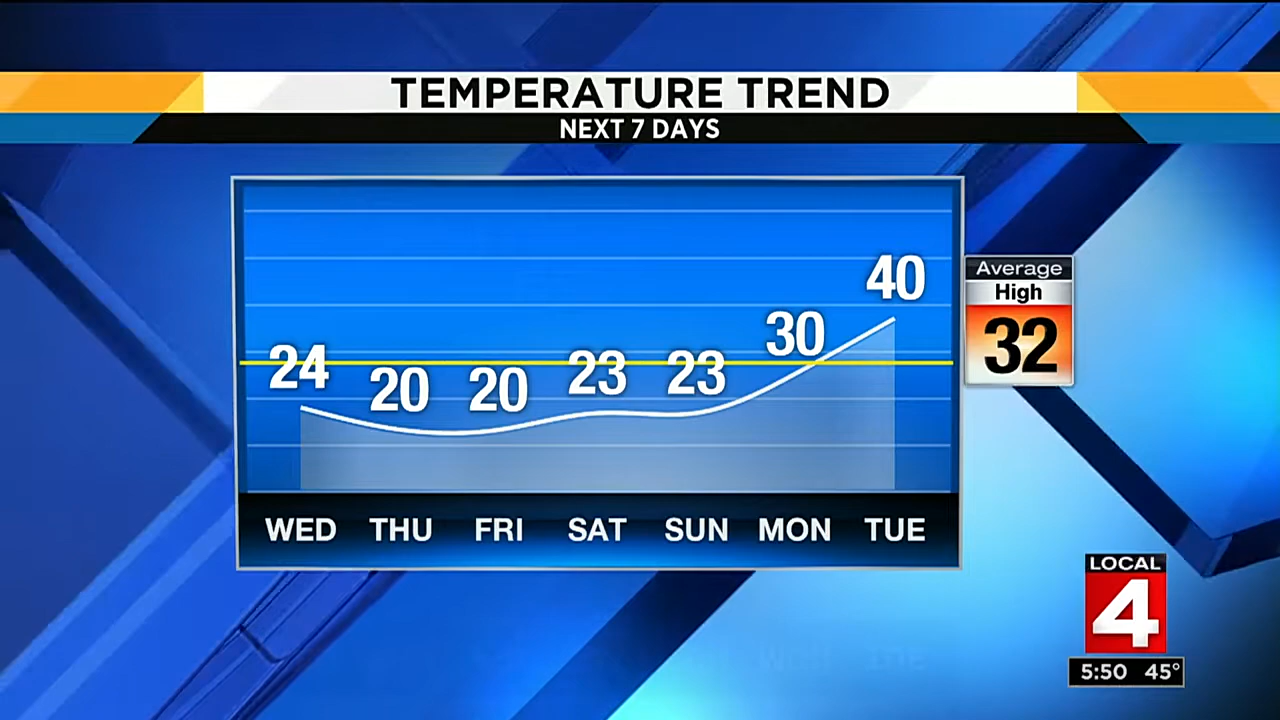 TEMPERATURE TREND
NEXT 7 DAYS
24 20 20 23 23 30 40
WED THU FRI SAT SUN MON TUE
Average
High
32
LOCAL
4
5:50 45°